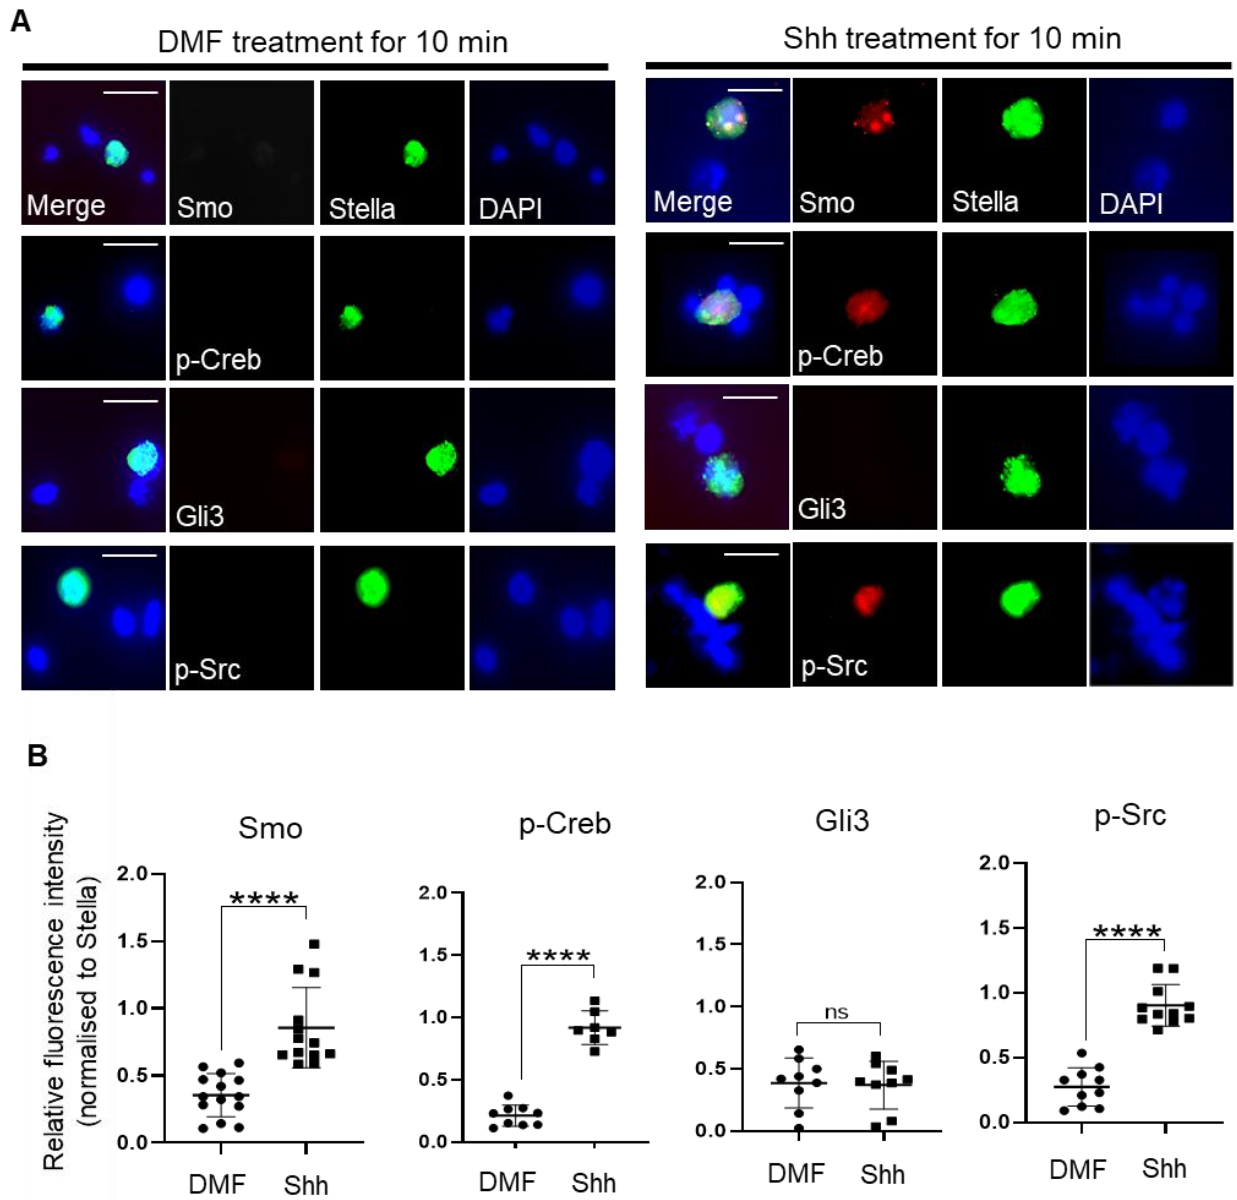 A
DMF treatment for 10 min
Shh treatment for 10 min
Merge Smo Stella DAPI
Merge Smo Stella DAPI
p-Creb
p-Creb
Gli3
Gli3
p-Src
p-Src
B
Relative fluorescence intensity
(normalised to Stella)
Smo
2.0
1.5
1.0
0.5
0.0
****
DMF Shh
p-Creb
2.0
1.5
1.0
0.5
0.0
****
DMF Shh
Gli3
2.0
1.5
1.0
0.5
0.0
ns
DMF Shh
p-Src
2.0
1.5
1.0
0.5
0.0
****
DMF Shh